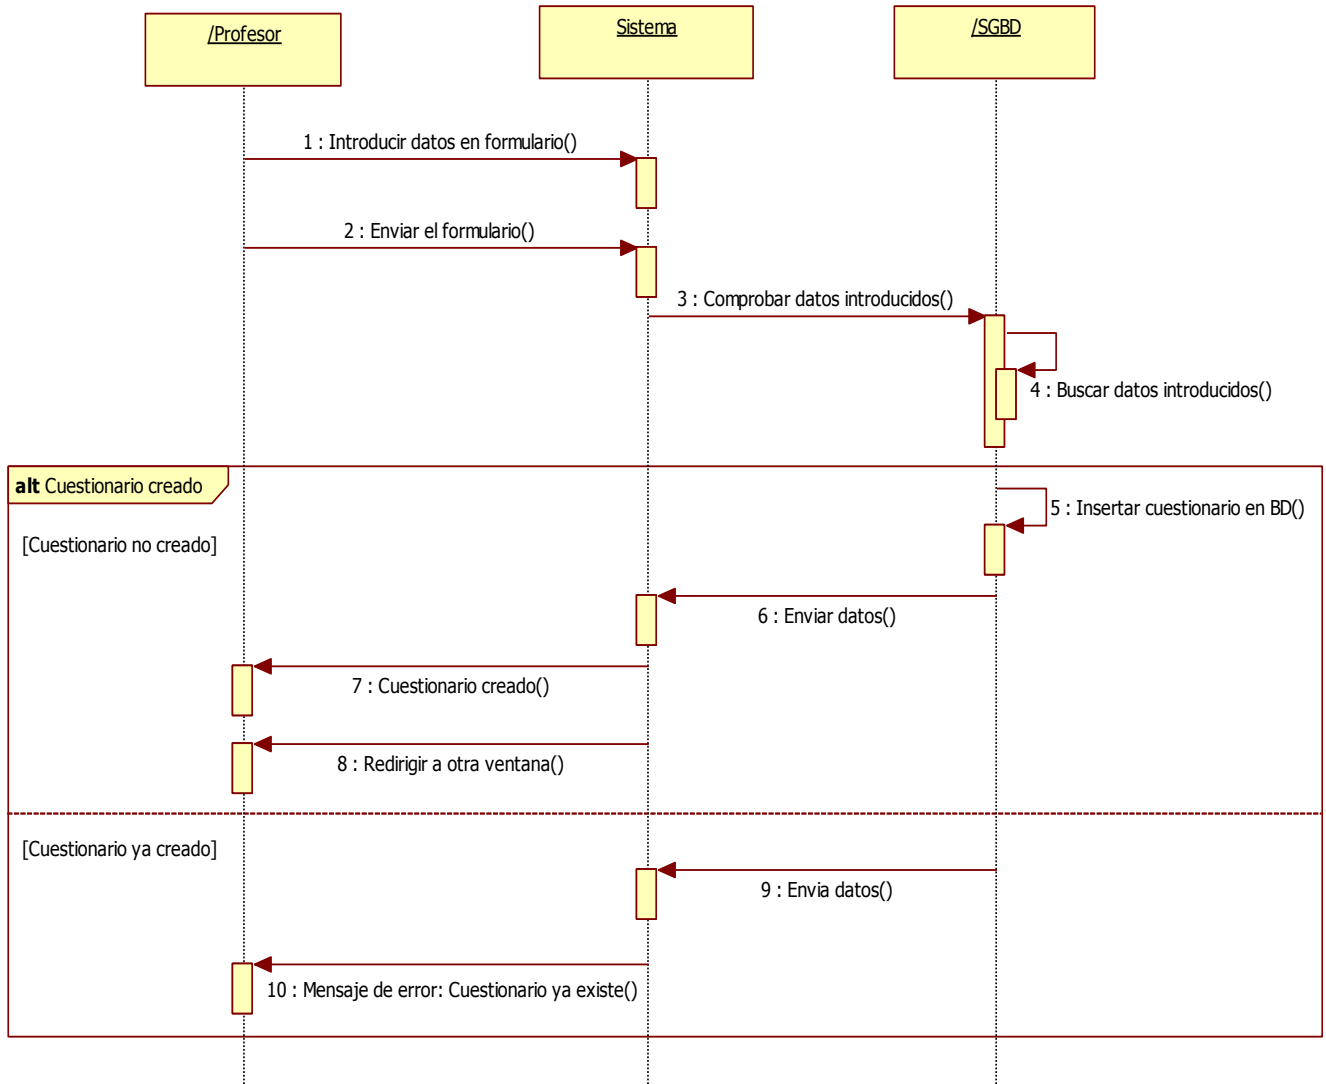 /Profesor
Sistema
/SGBD
1 : Introducir datos en formulario()
2 : Enviar el formulario()
3 : Comprobar datos introducidos()
4 : Buscar datos introducidos()
alt Cuestionario creado
5 : Insertar cuestionario en BD()
[Cuestionario no creado]
6 : Enviar datos()
7 : Cuestionario creado()
8 : Redirigir a otra ventana()
[Cuestionario ya creado]
9 : Envia datos()
10 : Mensaje de error: Cuestionario ya existe()